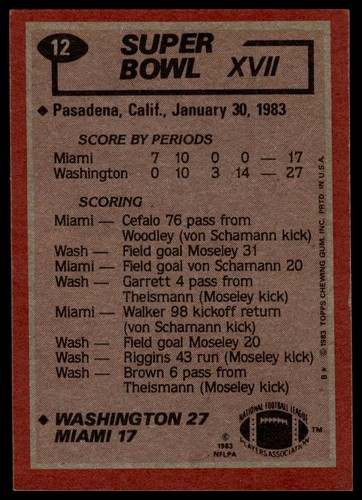 12
SUPER
BOWL XVII
◆ Pasadena, Calif., January 30, 1983
SCORE BY PERIODS
Miami 7 10 0 0 — 17
Washington 0 10 3 14 — 27
SCORING
Miami — Cefalo 76 pass from
Woodley (von Schamann kick)
Wash — Field goal Moseley 31
Miami — Field goal von Schamann 20
Wash — Garrett 4 pass from
Theismann (Moseley kick)
Miami — Walker 98 kickoff return
(von Schamann kick)
Wash — Field goal Moseley 20
Wash — Riggins 43 run (Moseley kick)
Wash — Brown 6 pass from
Theismann (Moseley kick)
◆ WASHINGTON 27
MIAMI 17
© 1983 NFLPA
NATIONAL FOOTBALL LEAGUE
PLAYERS ASSOCIATION
TM
B* © 1983 TOPPS CHEWING GUM, INC. PRTD. IN U.S.A.